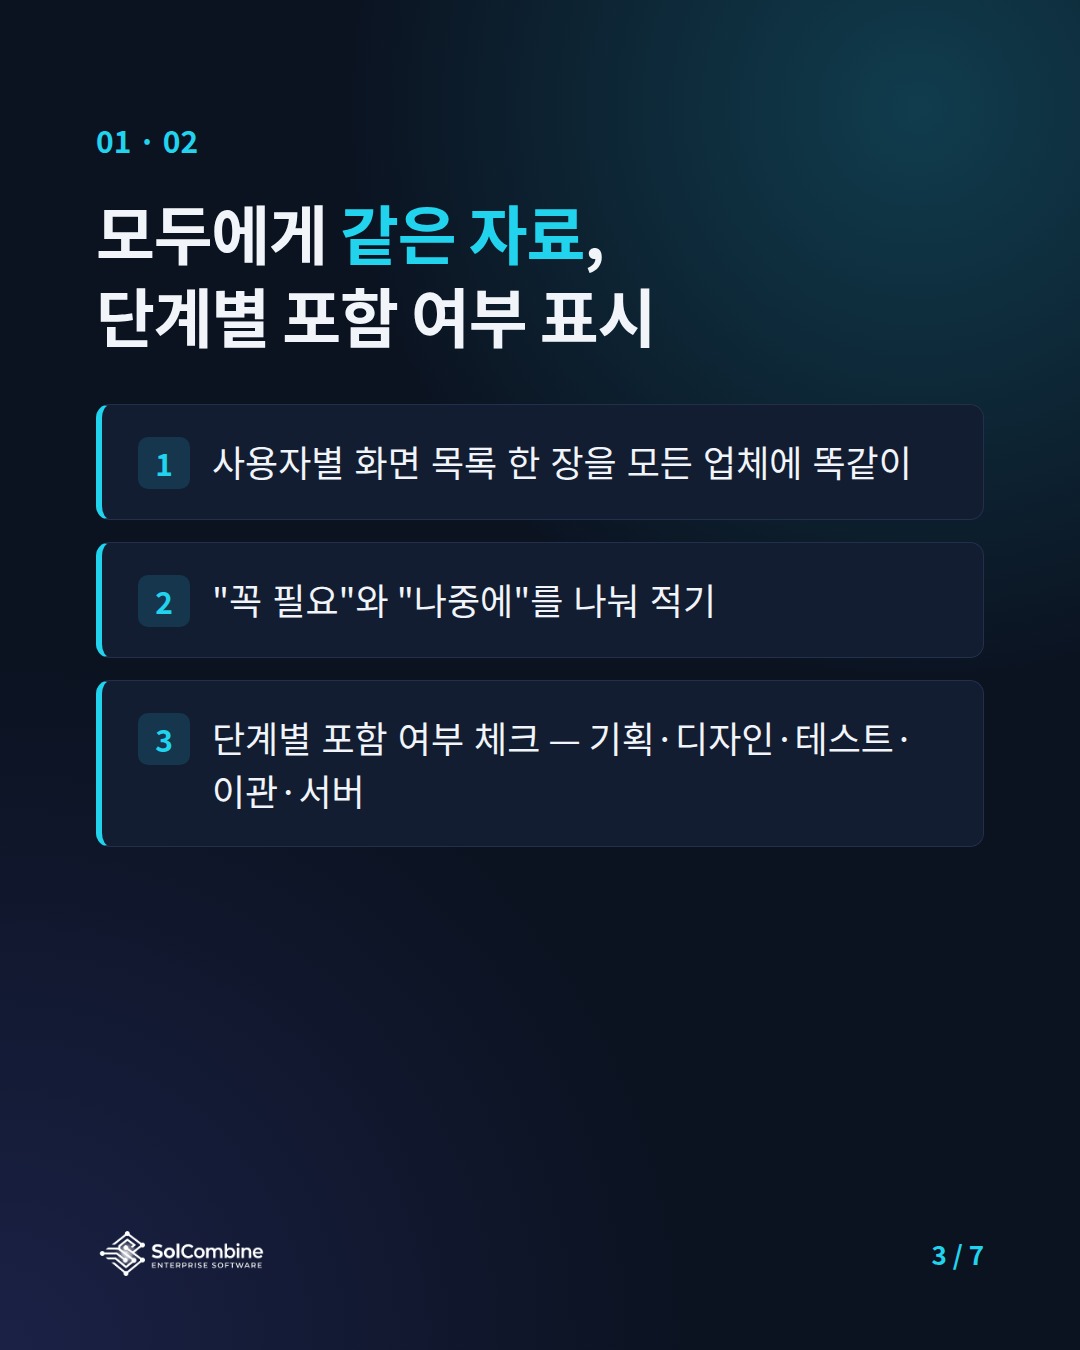 01 · 02
모두에게 같은 자료,
단계별 포함 여부 표시
1 사용자별 화면 목록 한 장을 모든 업체에 똑같이
2 "꼭 필요"와 "나중에"를 나눠 적기
3 단계별 포함 여부 체크 — 기획·디자인·테스트·
이관·서버
SolCombine
ENTERPRISE SOFTWARE
3 / 7